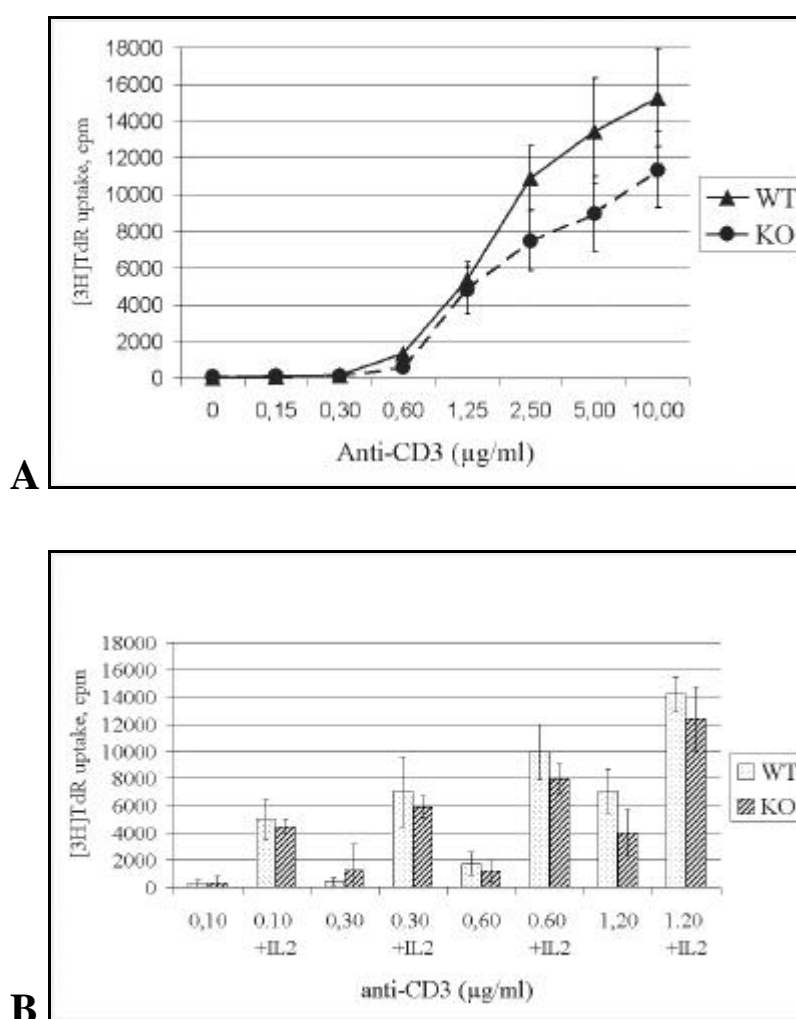 18000
16000
14000
12000
10000
8000
6000
4000
2000
0
[3H]TdR uptake, cpm
0 0,15 0,30 0,60 1,25 2,50 5,00 10,00
Anti-CD3 (µg/ml)
WT
KO
A
18000
16000
14000
12000
10000
8000
6000
4000
2000
0
[3H]TdR uptake, cpm
0,10 0.10 0,30 0.30 0,60 0.60 1,20 1.20
+IL2 +IL2 +IL2 +IL2
anti-CD3 (µg/ml)
WT
KO
B